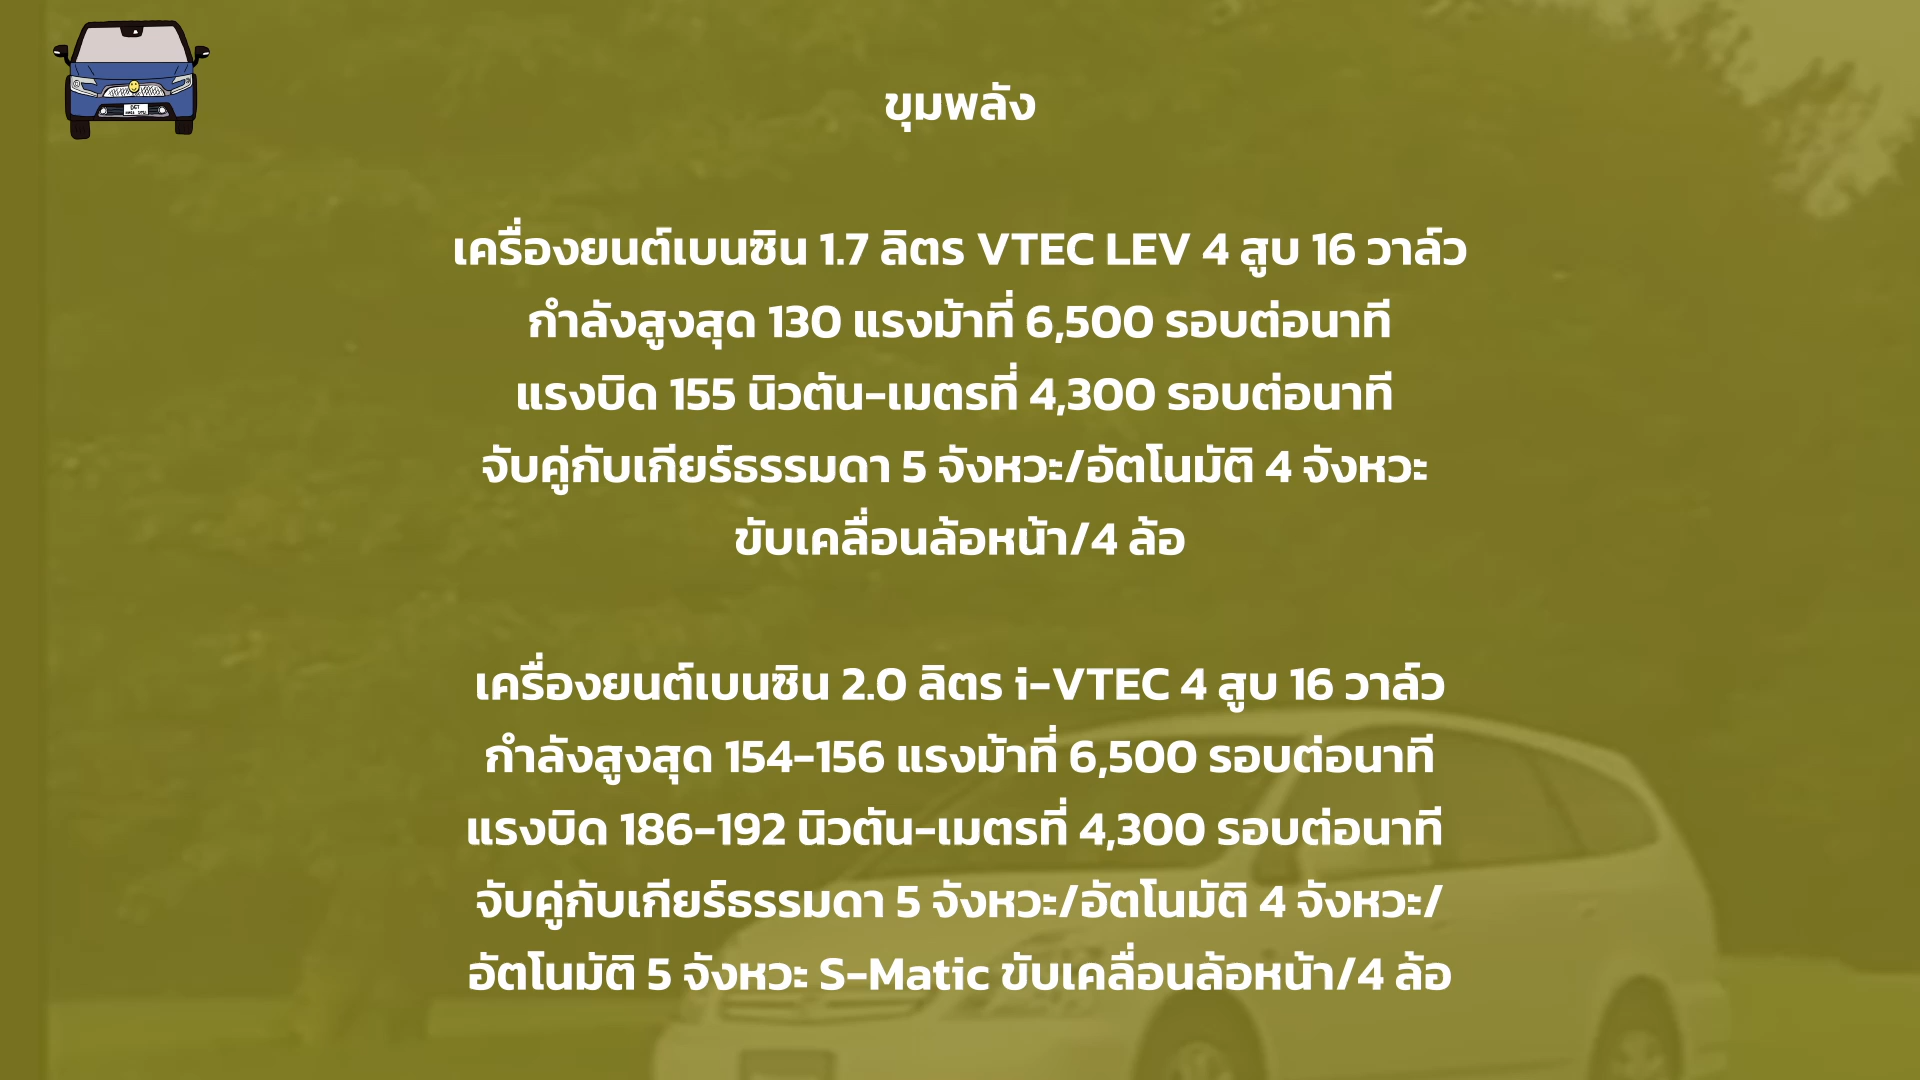 ขุมพลัง
เครื่องยนต์เบนซิน 1.7 ลิตร VTEC LEV 4 สูบ 16 วาล์ว
กำลังสูงสุด 130 แรงม้าที่ 6,500 รอบต่อนาที
แรงบิด 155 นิวตัน-เมตรที่ 4,300 รอบต่อนาที
จับคู่กับเกียร์ธรรมดา 5 จังหวะ/อัตโนมัติ 4 จังหวะ
ขับเคลื่อนล้อหน้า/4 ล้อ
เครื่องยนต์เบนซิน 2.0 ลิตร i-VTEC 4 สูบ 16 วาล์ว
กำลังสูงสุด 154-156 แรงม้าที่ 6,500 รอบต่อนาที
แรงบิด 186-192 นิวตัน-เมตรที่ 4,300 รอบต่อนาที
จับคู่กับเกียร์ธรรมดา 5 จังหวะ/อัตโนมัติ 4 จังหวะ/
อัตโนมัติ 5 จังหวะ S-Matic ขับเคลื่อนล้อหน้า/4 ล้อ